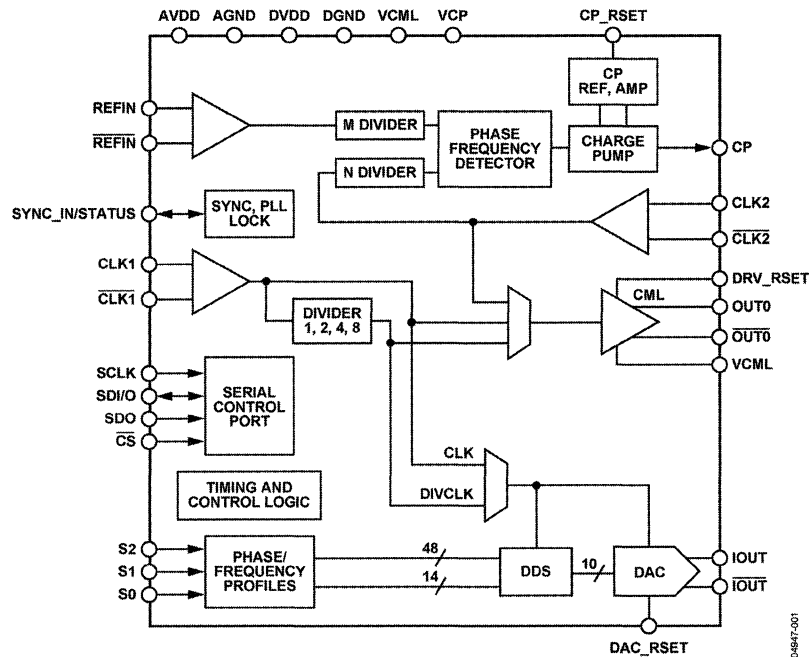 AVDD AGND DVDD DGND VCML VCP CP_RSET
CP
REF, AMP
REFIN
REFIN
M DIVIDER
PHASE
FREQUENCY
DETECTOR
CHARGE
PUMP
CP
N DIVIDER
SYNC_IN/STATUS
SYNC, PLL
LOCK
CLK2
CLK2
CLK1
CLK1
DIVIDER
1, 2, 4, 8
CML
DRV_RSET
OUT0
OUT0
VCML
SCLK
SDI/O
SDO
CS
SERIAL
CONTROL
PORT
CLK
DIVCLK
TIMING AND
CONTROL LOGIC
S2
S1
S0
PHASE/
FREQUENCY
PROFILES
48
14
DDS
10
DAC
IOUT
IOUT
DAC_RSET
04947-001